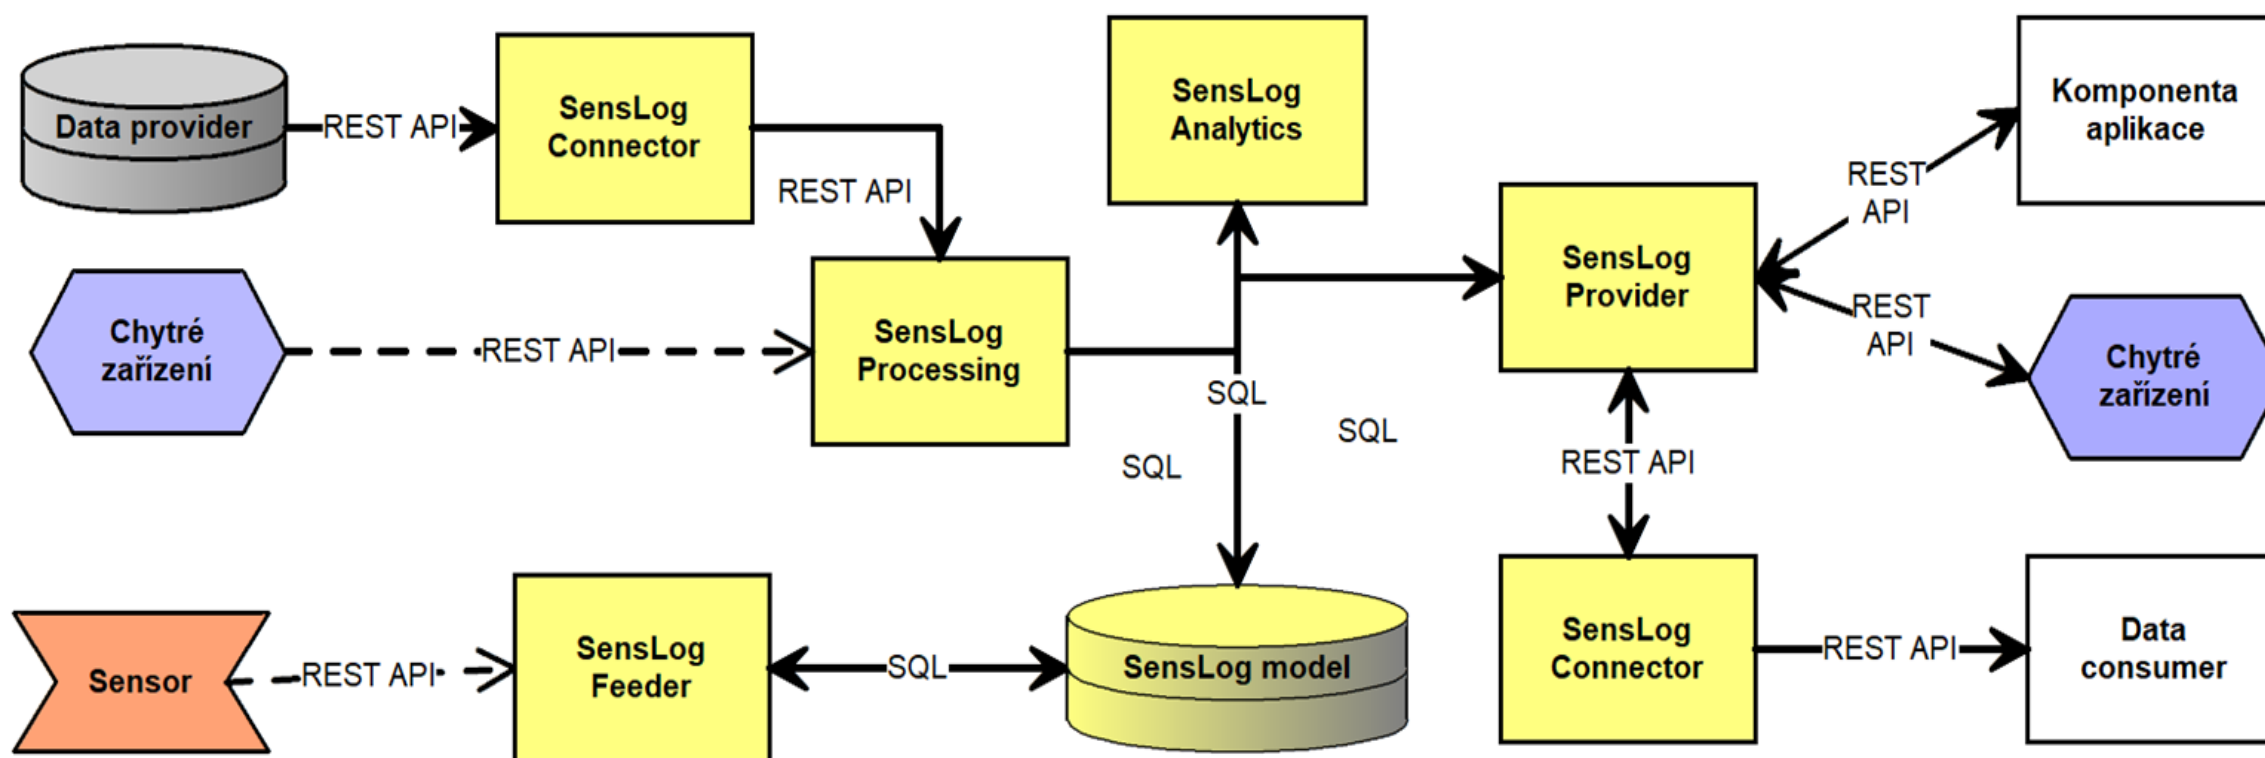 Data provider
REST API
SensLog
Connector
REST API
SensLog
Analytics
Komponenta
aplikace
REST
API
SensLog
Provider
REST
API
Chytré
zařízení
Chytré
zařízení
REST API
SensLog
Processing
SQL
SQL
SQL
REST API
Sensor
REST API
SensLog
Feeder
SQL
SensLog model
SensLog
Connector
REST API
Data
consumer